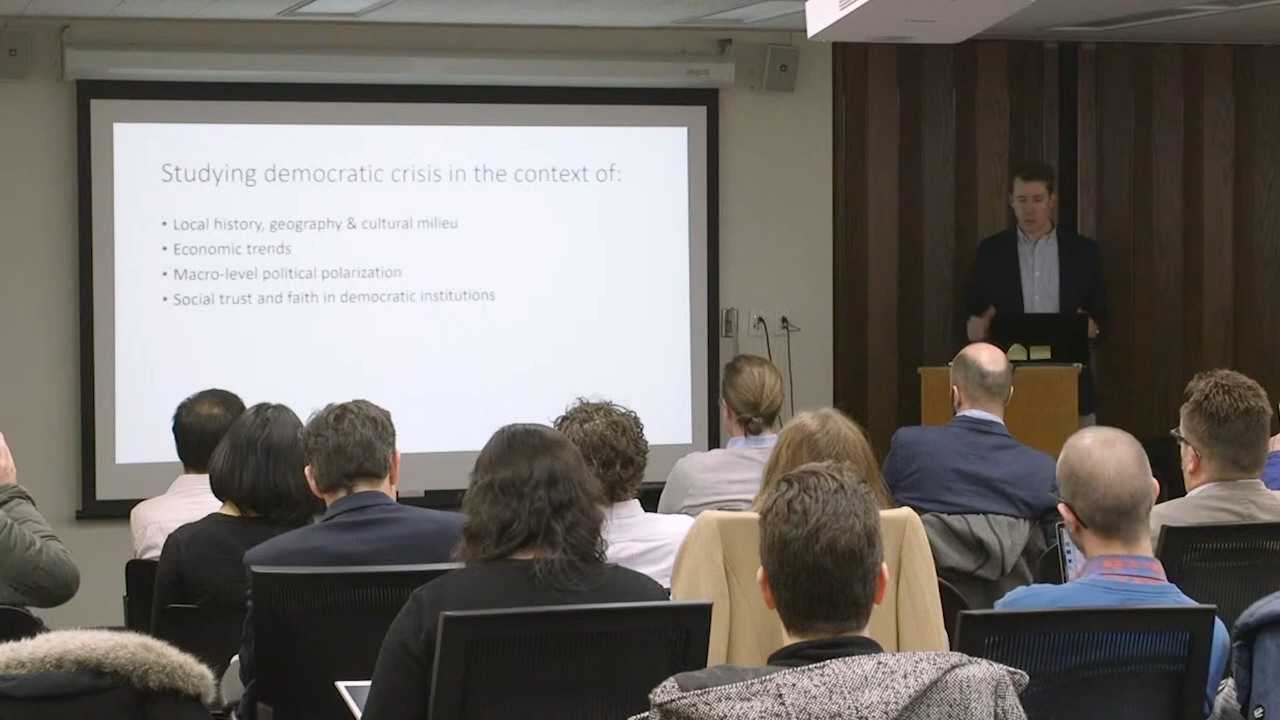 Studying democratic crisis in the context of:
• Local history, geography & cultural milieu
• Economic trends
• Macro-level political polarization
• Social trust and faith in democratic institutions